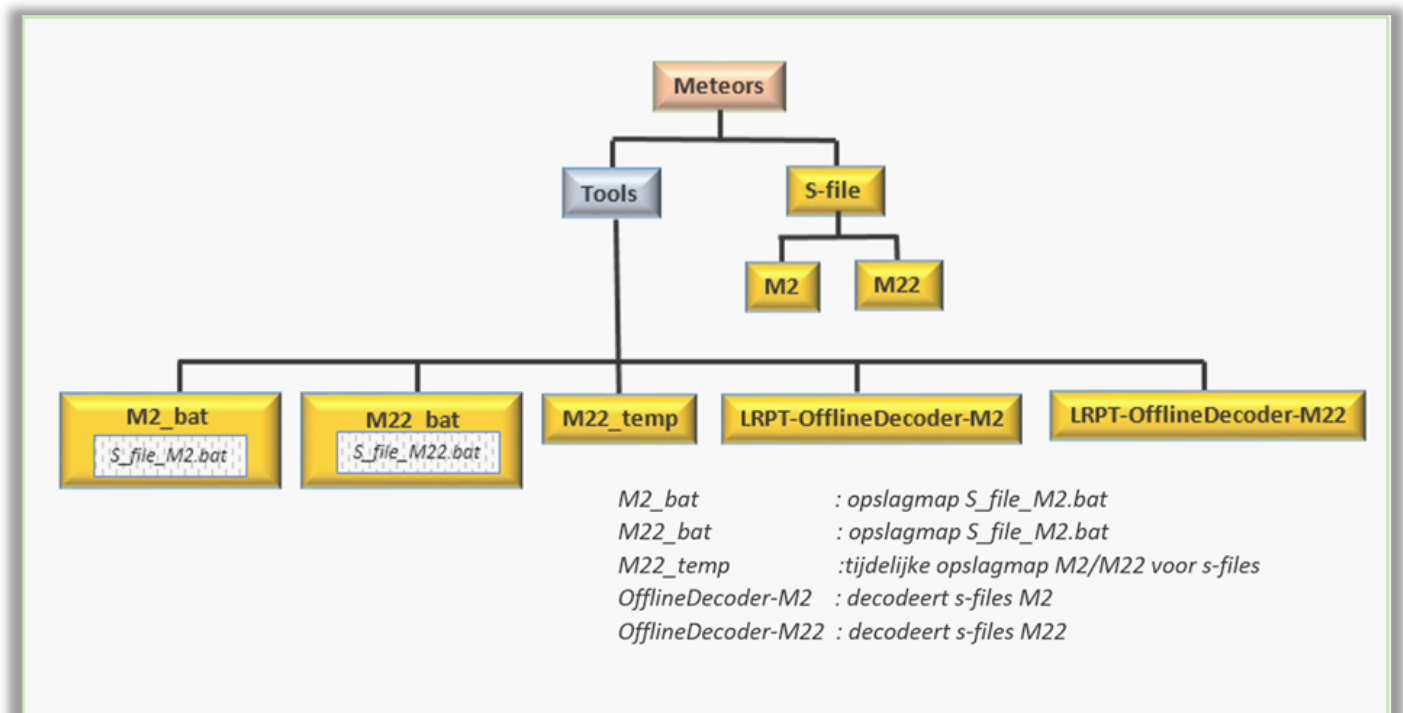 Meteors
Tools
S-file
M2
M22
M2_bat
S_file_M2.bat
M22_bat
S_file_M22.bat
M22_temp
LRPT-OfflineDecoder-M2
LRPT-OfflineDecoder-M22
M2_bat : opslagmap S_file_M2.bat
M22_bat : opslagmap S_file_M2.bat
M22_temp :tijdelijke opslagmap M2/M22 voor s-files
OfflineDecoder-M2 : decodeert s-files M2
OfflineDecoder-M22 : decodeert s-files M22